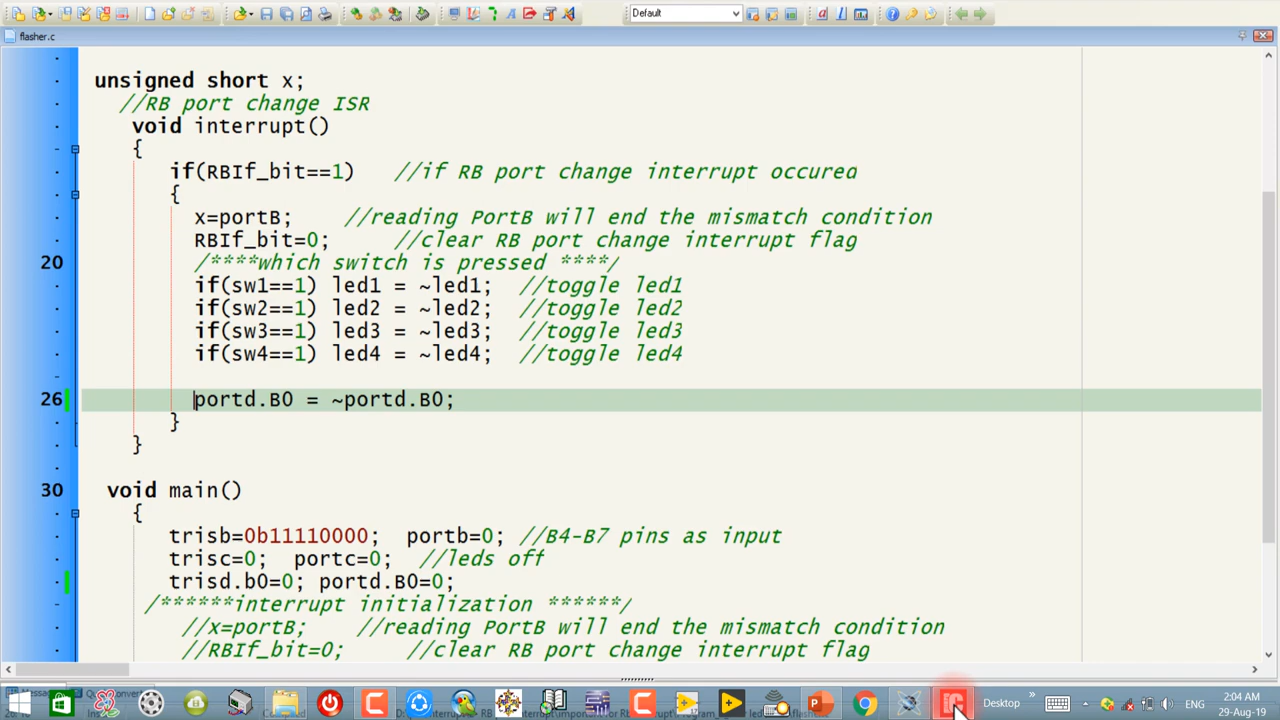 Default
flasher.c
unsigned short x;
//RB port change ISR
void interrupt()
{
if(RBIf_bit==1) //if RB port change interrupt occured
{
x=portB; //reading PortB will end the mismatch condition
RBIf_bit=0; //clear RB port change interrupt flag
20 /****which switch is pressed ****/
if(sw1==1) led1 = ~led1; //toggle led1
if(sw2==1) led2 = ~led2; //toggle led2
if(sw3==1) led3 = ~led3; //toggle led3
if(sw4==1) led4 = ~led4; //toggle led4
26 portd.B0 = ~portd.B0;
}
}
30 void main()
{
trisb=0b11110000; portb=0; //B4-B7 pins as input
trisc=0; portc=0; //leds off
trisd.b0=0; portd.B0=0;
/******interrupt initialization ******/
//x=portB; //reading PortB will end the mismatch condition
//RBIf_bit=0; //clear RB port change interrupt flag
Desktop
ENG
2:04 AM
29-Aug-19